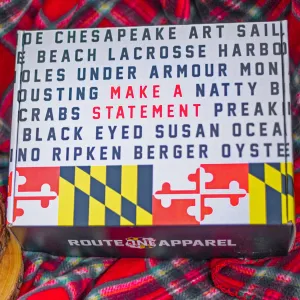 DE CHESAPEAKE ART SAIL
E BEACH LACROSSE HARBO
OLES UNDER ARMOUR MON
OUSTING MAKE A NATTY B
CRABS STATEMENT PREAKI
BLACK EYED SUSAN OCEA
NO RIPKEN BERGER OYSTE
ROUTE ONE APPAREL